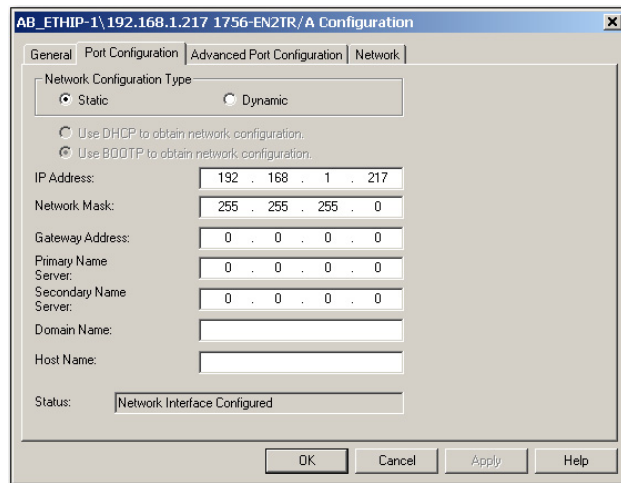 AB_ETHIP-1\192.168.1.217 1756-EN2TR/A Configuration
General Port Configuration Advanced Port Configuration Network
Network Configuration Type
Static Dynamic
Use DHCP to obtain network configuration.
Use BOOTP to obtain network configuration.
IP Address: 192 . 168 . 1 . 217
Network Mask: 255 . 255 . 255 . 0
Gateway Address: 0 . 0 . 0 . 0
Primary Name
Server: 0 . 0 . 0 . 0
Secondary Name
Server: 0 . 0 . 0 . 0
Domain Name:
Host Name:
Status: Network Interface Configured
OK Cancel Apply Help